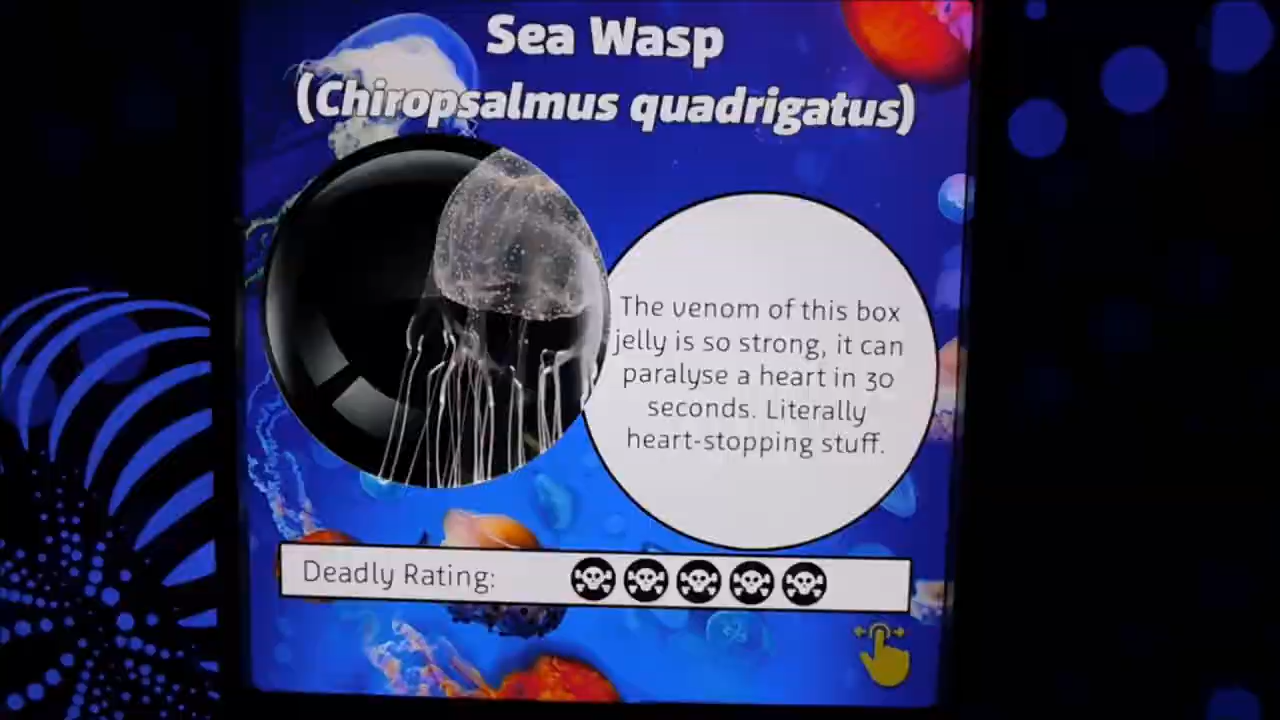 Sea Wasp
(Chiropsalmus quadrigatus)
The venom of this box
jelly is so strong, it can
paralyse a heart in 30
seconds. Literally
heart-stopping stuff.
Deadly Rating: